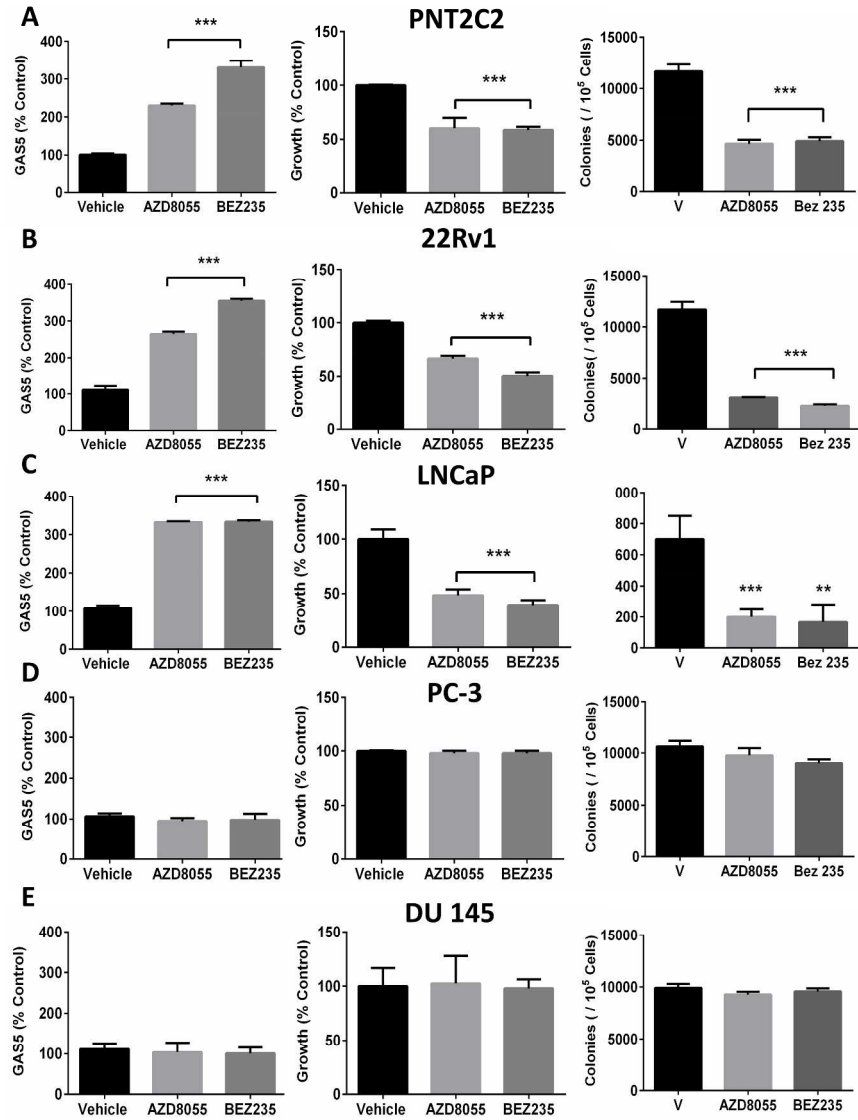 A
PNT2C2
GAS5 (% Control)
400
300
200
100
0
***
Vehicle AZD8055 BEZ235
Growth (% Control)
150
100
50
0
***
Vehicle AZD8055 BEZ235
Colonies ( / 10⁵ Cells)
15000
10000
5000
0
***
V AZD8055 Bez 235
B
22Rv1
GAS5 (% Control)
400
300
200
100
0
***
Vehicle AZD8055 BEZ235
Growth (% Control)
150
100
50
0
***
Vehicle AZD8055 BEZ235
Colonies( / 10⁵ Cells)
15000
10000
5000
0
***
V AZD8055 Bez 235
C
LNCaP
GAS5 (% Control)
400
300
200
100
0
***
Vehicle AZD8055 BEZ235
Growth (% Control)
150
100
50
0
***
Vehicle AZD8055 BEZ235
000
800
600
400
200
0
*** **
V AZD8055 Bez 235
D
PC-3
GAS5 (% Control)
400
300
200
100
0
Vehicle AZD8055 BEZ235
Growth (% Control)
150
100
50
0
Vehicle AZD8055 BEZ235
Colonies ( / 10⁵ Cells)
15000
10000
5000
0
V AZD8055 Bez 235
E
DU 145
GAS5 (% Control)
400
300
200
100
0
Vehicle AZD8055 BEZ235
Growth (% Control)
150
100
50
0
Vehicle AZD8055 BEZ235
Colonies ( / 10⁵ Cells)
15000
10000
5000
0
V AZD8055 BEZ235